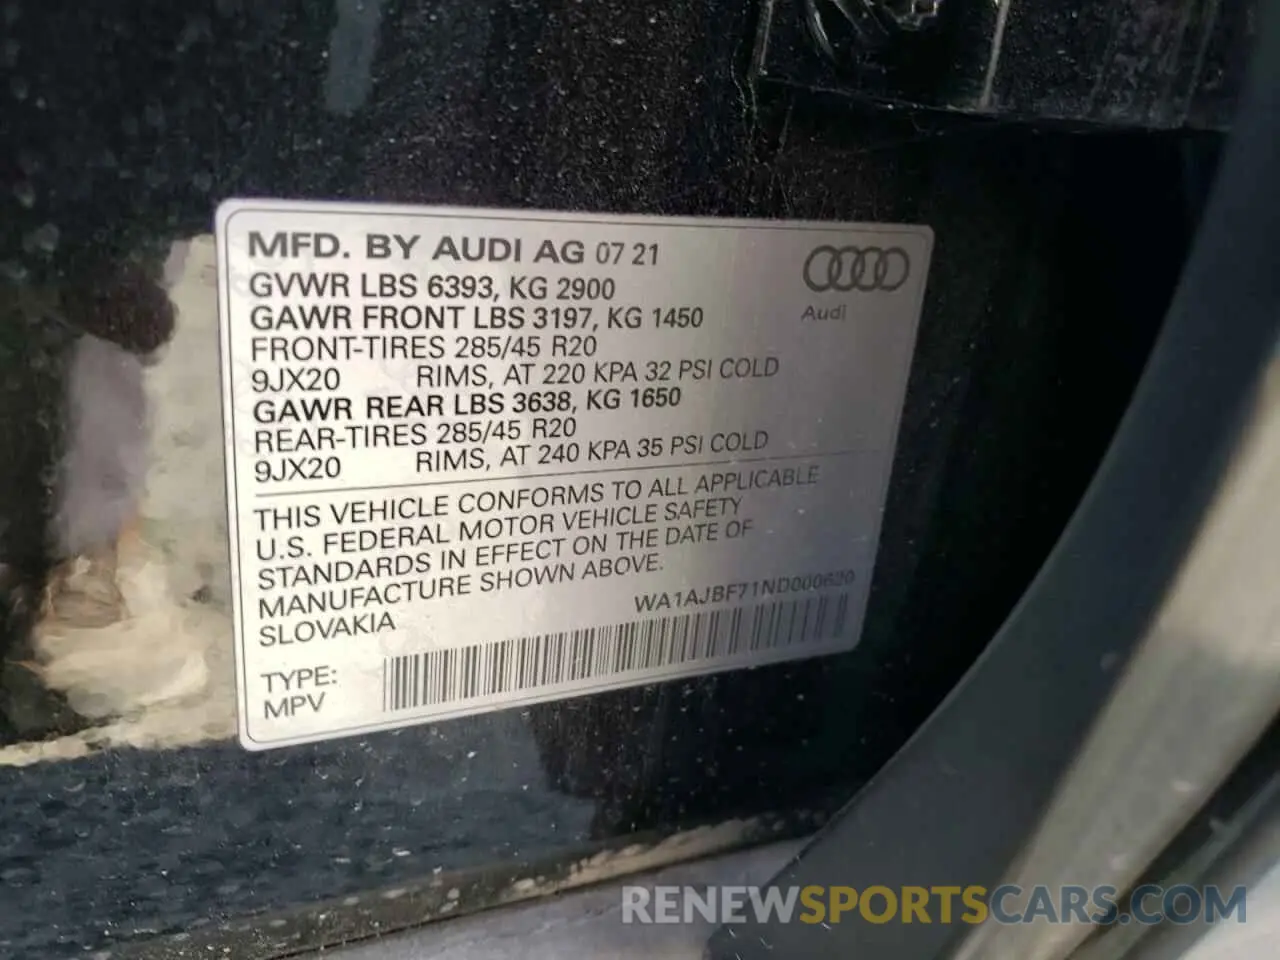 MFD. BY AUDI AG 07 21
GVWR LBS 6393, KG 2900
GAWR FRONT LBS 3197, KG 1450
FRONT-TIRES 285/45 R20
9JX20 RIMS, AT 220 KPA 32 PSI COLD
GAWR REAR LBS 3638, KG 1650
REAR-TIRES 285/45 R20
9JX20 RIMS, AT 240 KPA 35 PSI COLD
Audi
THIS VEHICLE CONFORMS TO ALL APPLICABLE
U.S. FEDERAL MOTOR VEHICLE SAFETY
STANDARDS IN EFFECT ON THE DATE OF
MANUFACTURE SHOWN ABOVE.
SLOVAKIA
WA1AJBF71ND000620
TYPE:
MPV
RENEWSPORTSCARS.COM